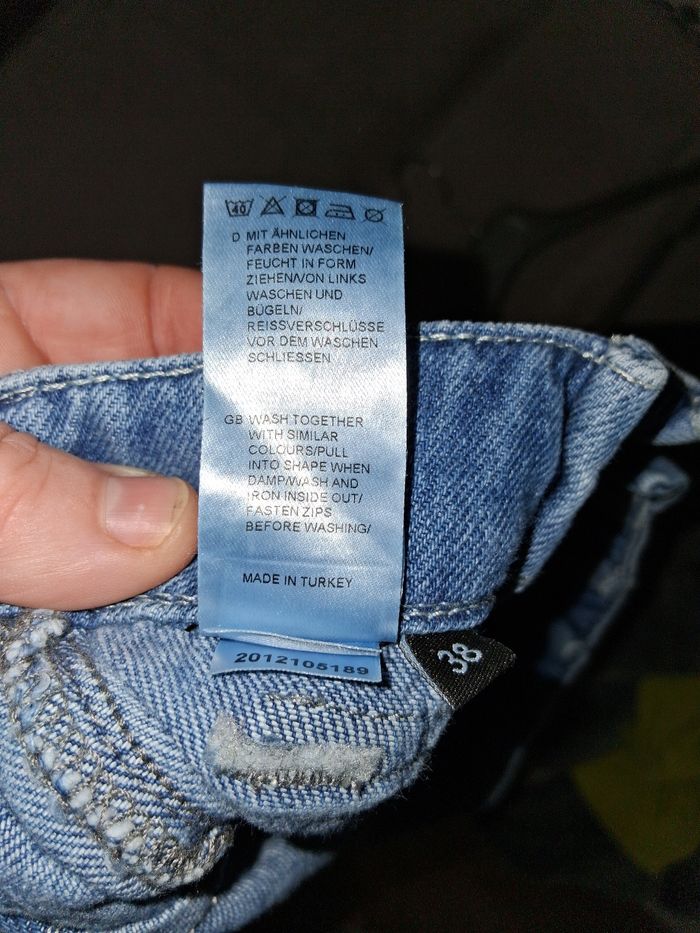 40
D MIT ÄHNLICHEN
FARBEN WASCHEN/
FEUCHT IN FORM
ZIEHEN/VON LINKS
WASCHEN UND
BÜGELN/
REISSVERSCHLÜSSE
VOR DEM WASCHEN
SCHLIESSEN
GB WASH TOGETHER
WITH SIMILAR
COLOURS/PULL
INTO SHAPE WHEN
DAMP/WASH AND
IRON INSIDE OUT/
FASTEN ZIPS
BEFORE WASHING/
MADE IN TURKEY
2012105189
38